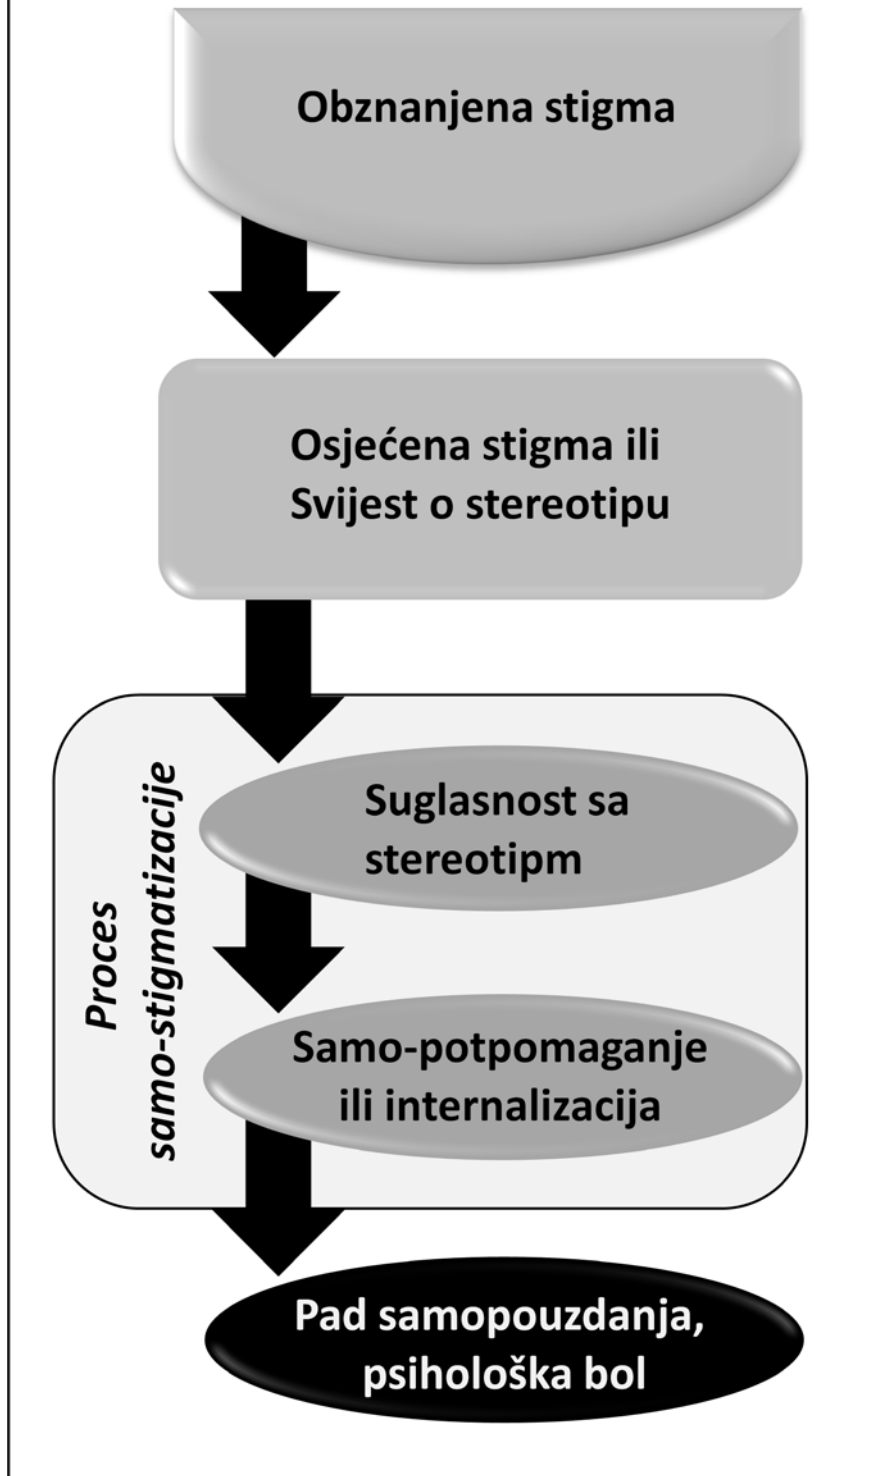 Obznanjena stigma
Osjećena stigma ili
Svijest o stereotipu
Proces
samo-stigmatizacije
Suglasnost sa
stereotipm
Samo-potpomaganje
ili internalizacija
Pad samopouzdanja,
psihološka bol